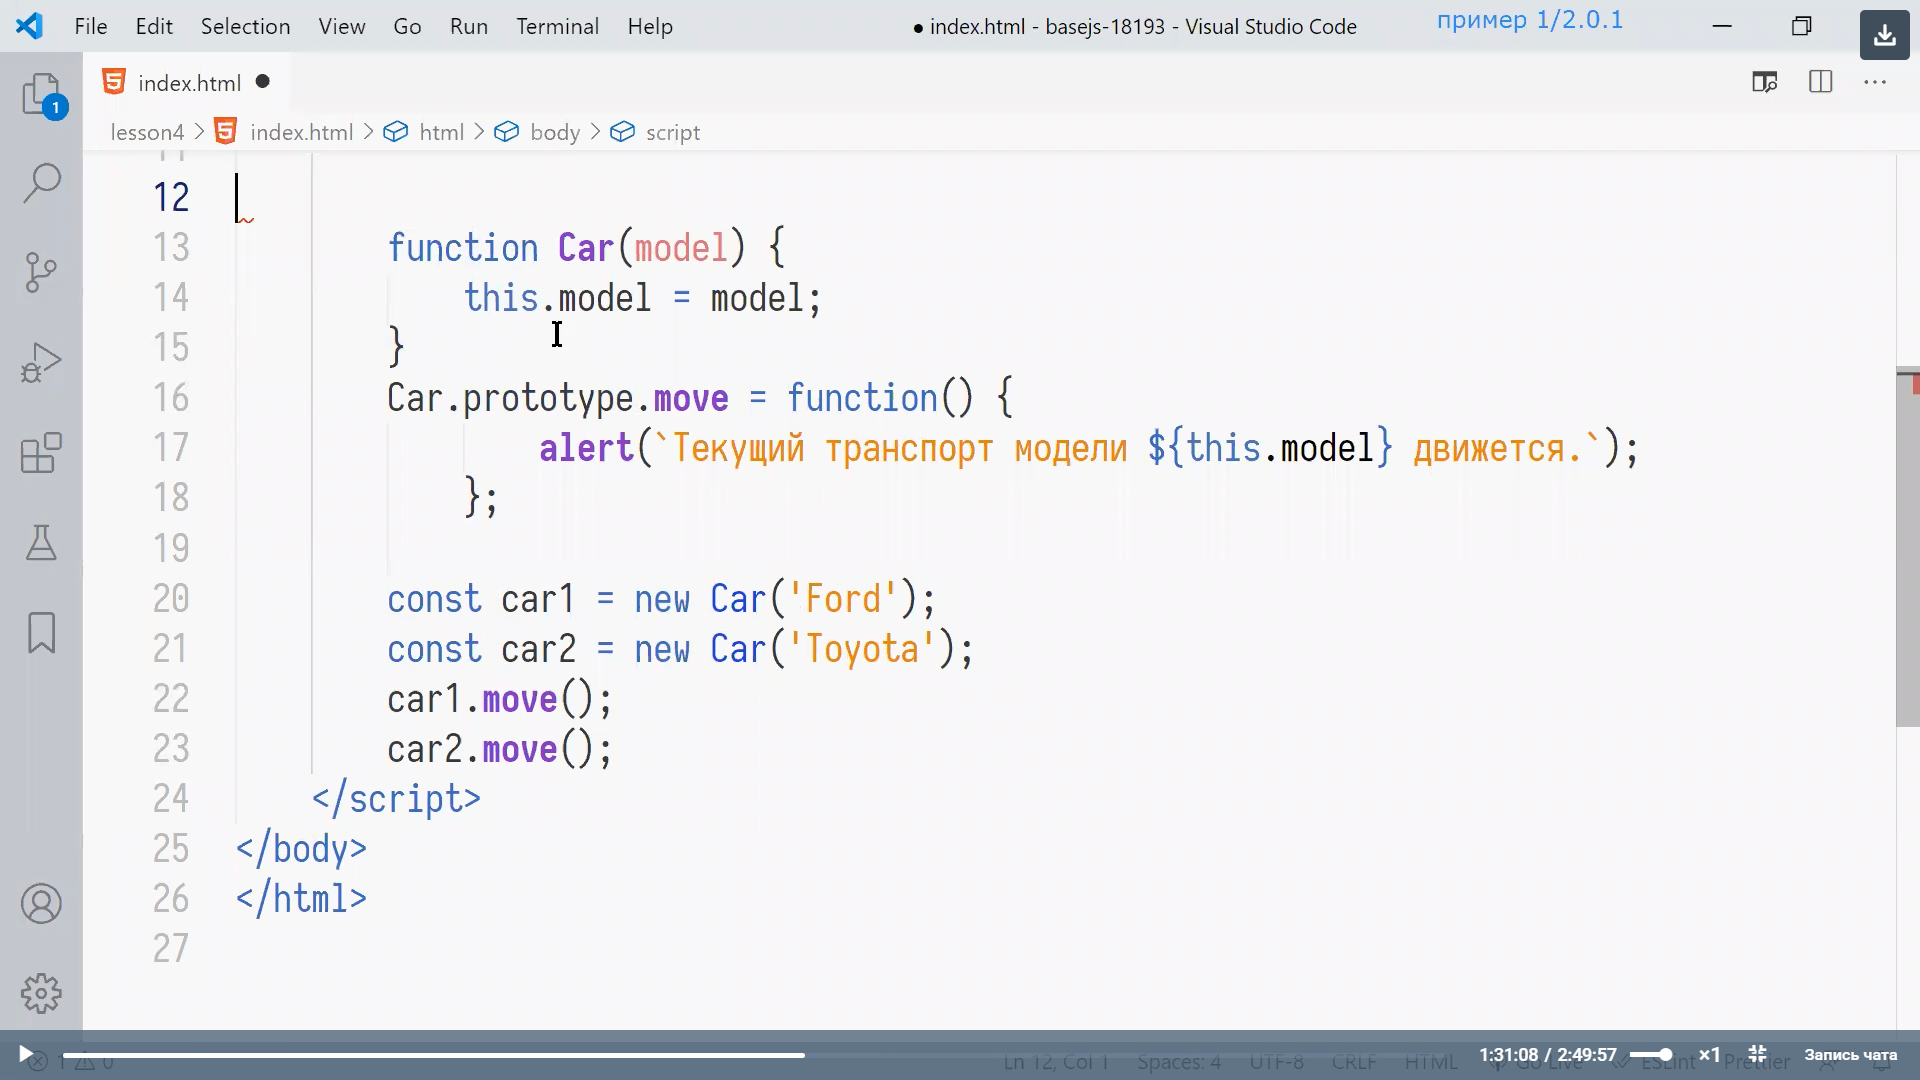 File Edit Selection View Go Run Terminal Help
● index.html - basejs-18193 - Visual Studio Code
пример 1/2.0.1
index.html ●
1
lesson4 > index.html > html > body > script
11
12
13 function Car(model) {
14 this.model = model;
15 }
16 Car.prototype.move = function() {
17 alert(`Текущий транспорт модели ${this.model} движется.`);
18 };
19
20 const car1 = new Car('Ford');
21 const car2 = new Car('Toyota');
22 car1.move();
23 car2.move();
24 </script>
25 </body>
26 </html>
27
1 0 Ln 12, Col 1 Spaces: 4 UTF-8 CRLF HTML Go Live ESLint Prettier
1:31:08 / 2:49:57 ×1 Запись чата